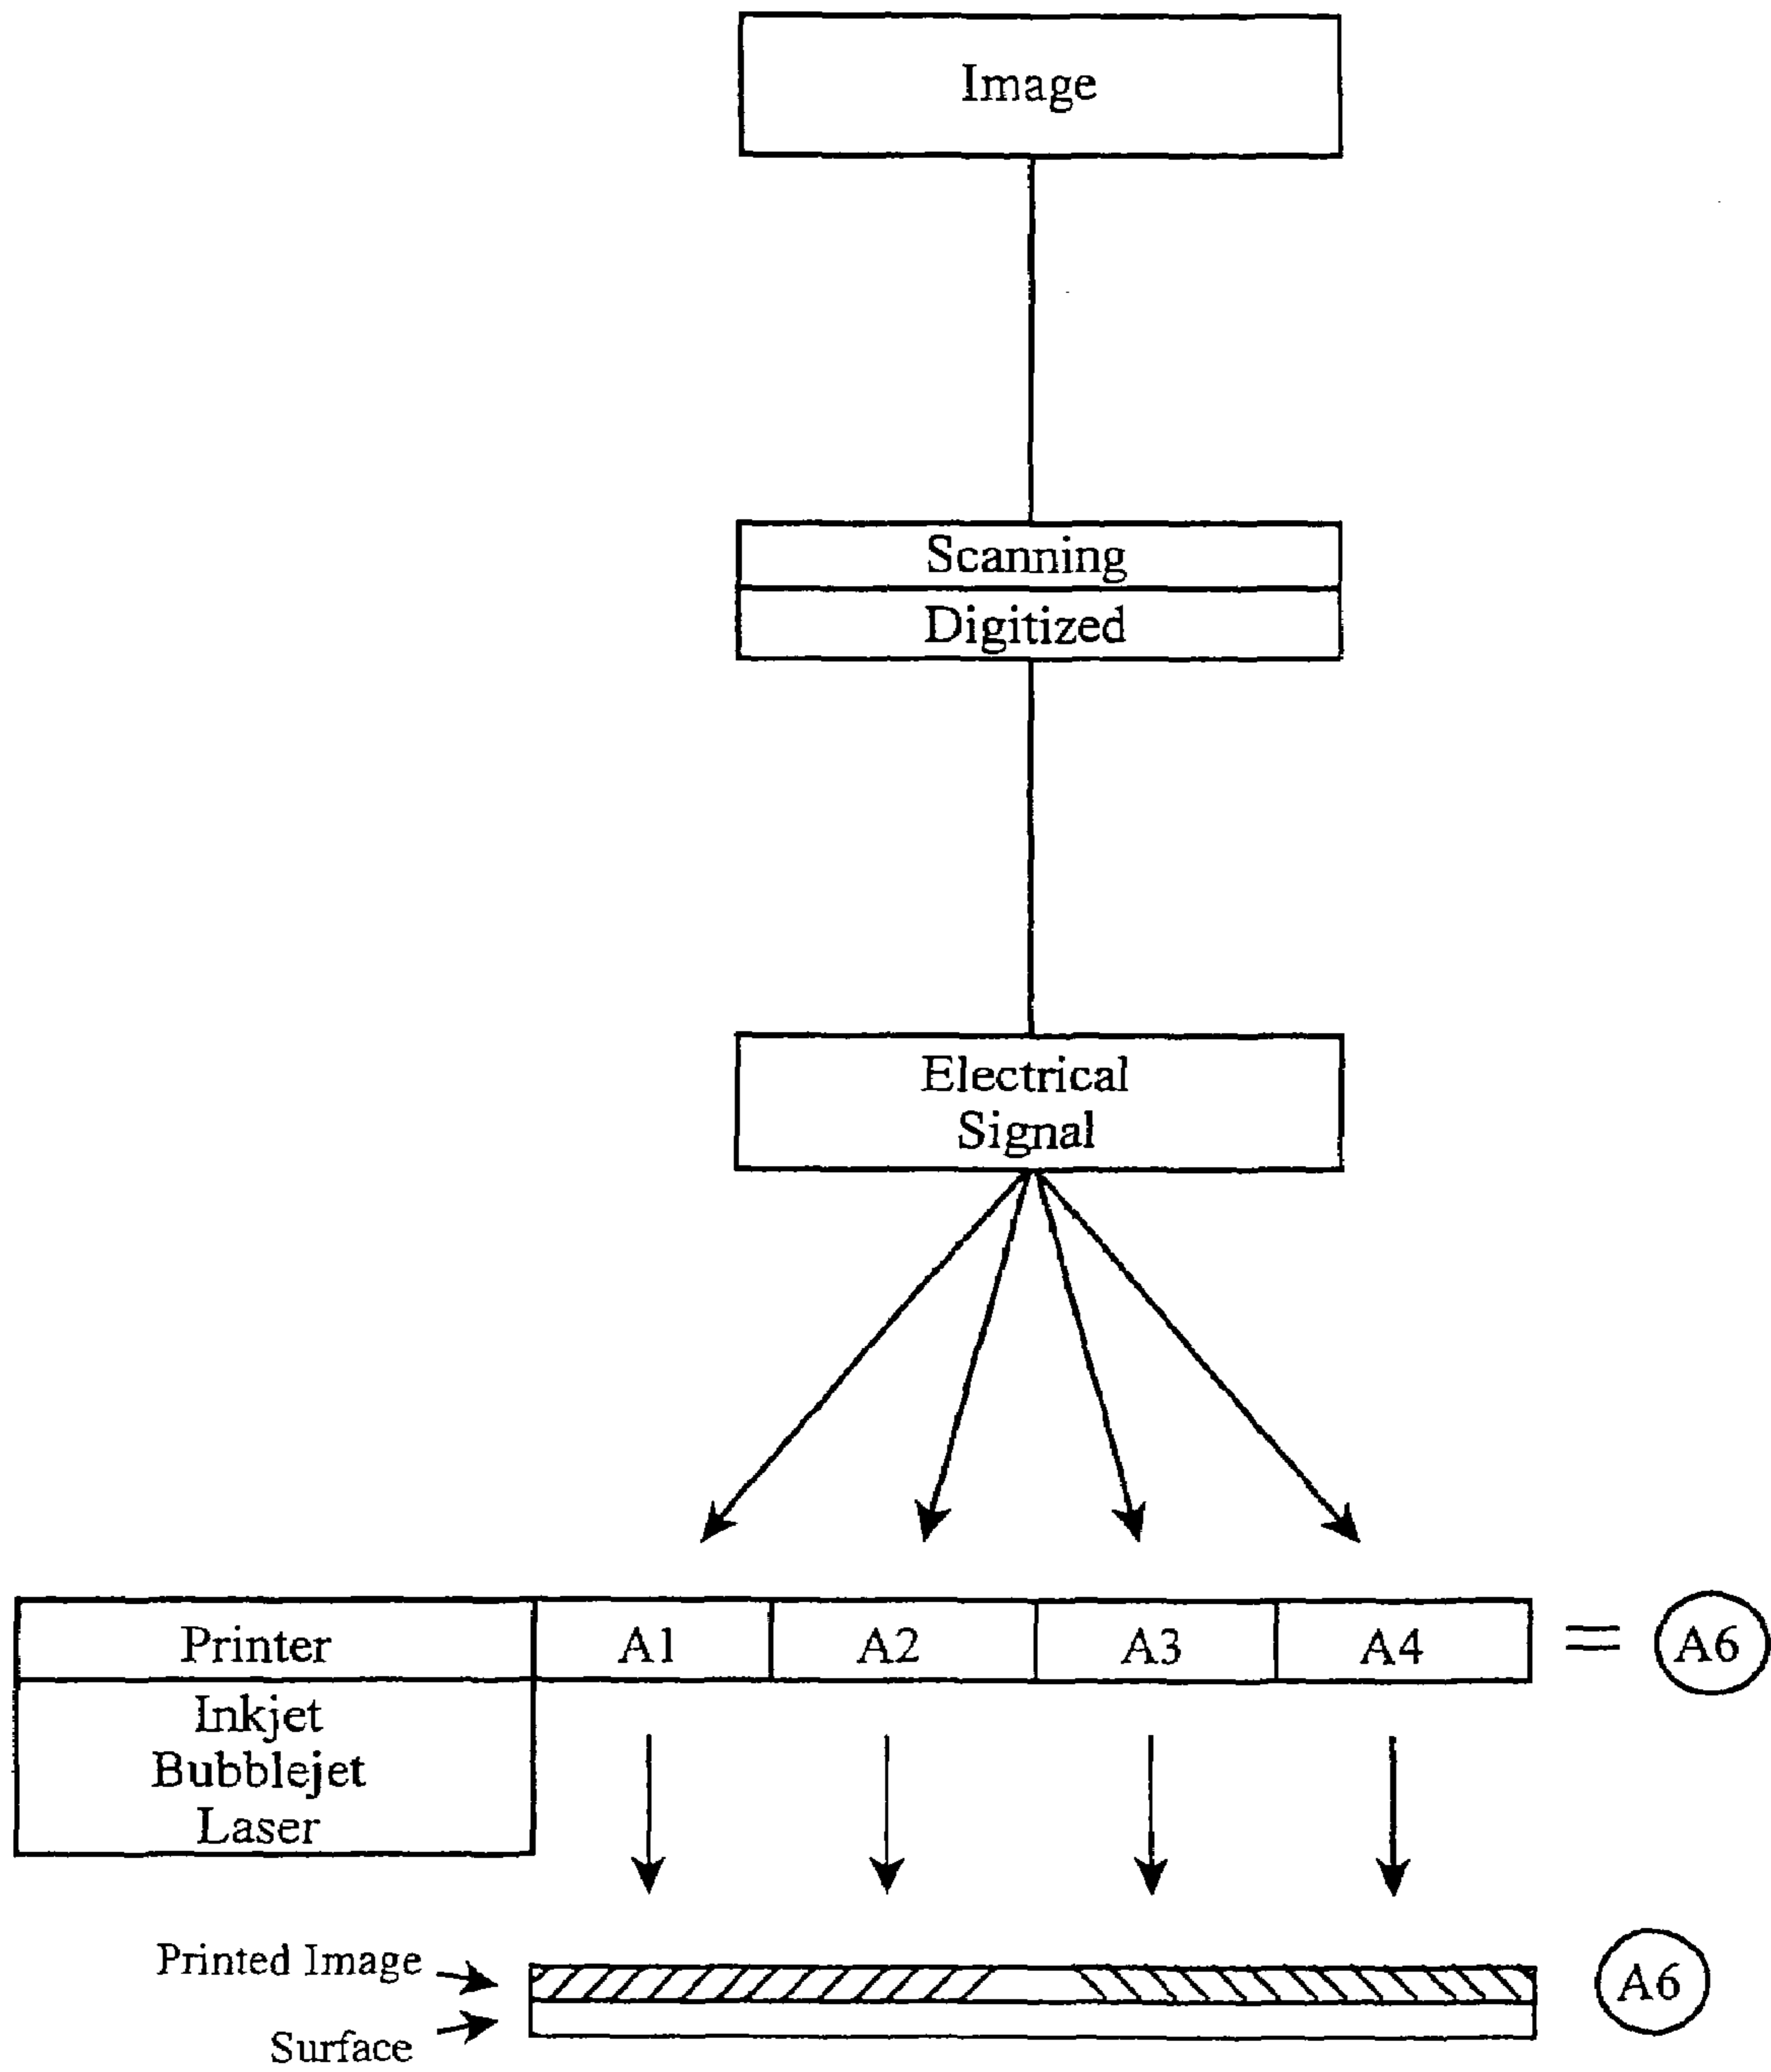 Image
Scanning
Digitized
Electrical
Signal
Printer A1 A2 A3 A4 = A6
Inkjet
Bubblejet
Laser
Printed Image
A6
Surface